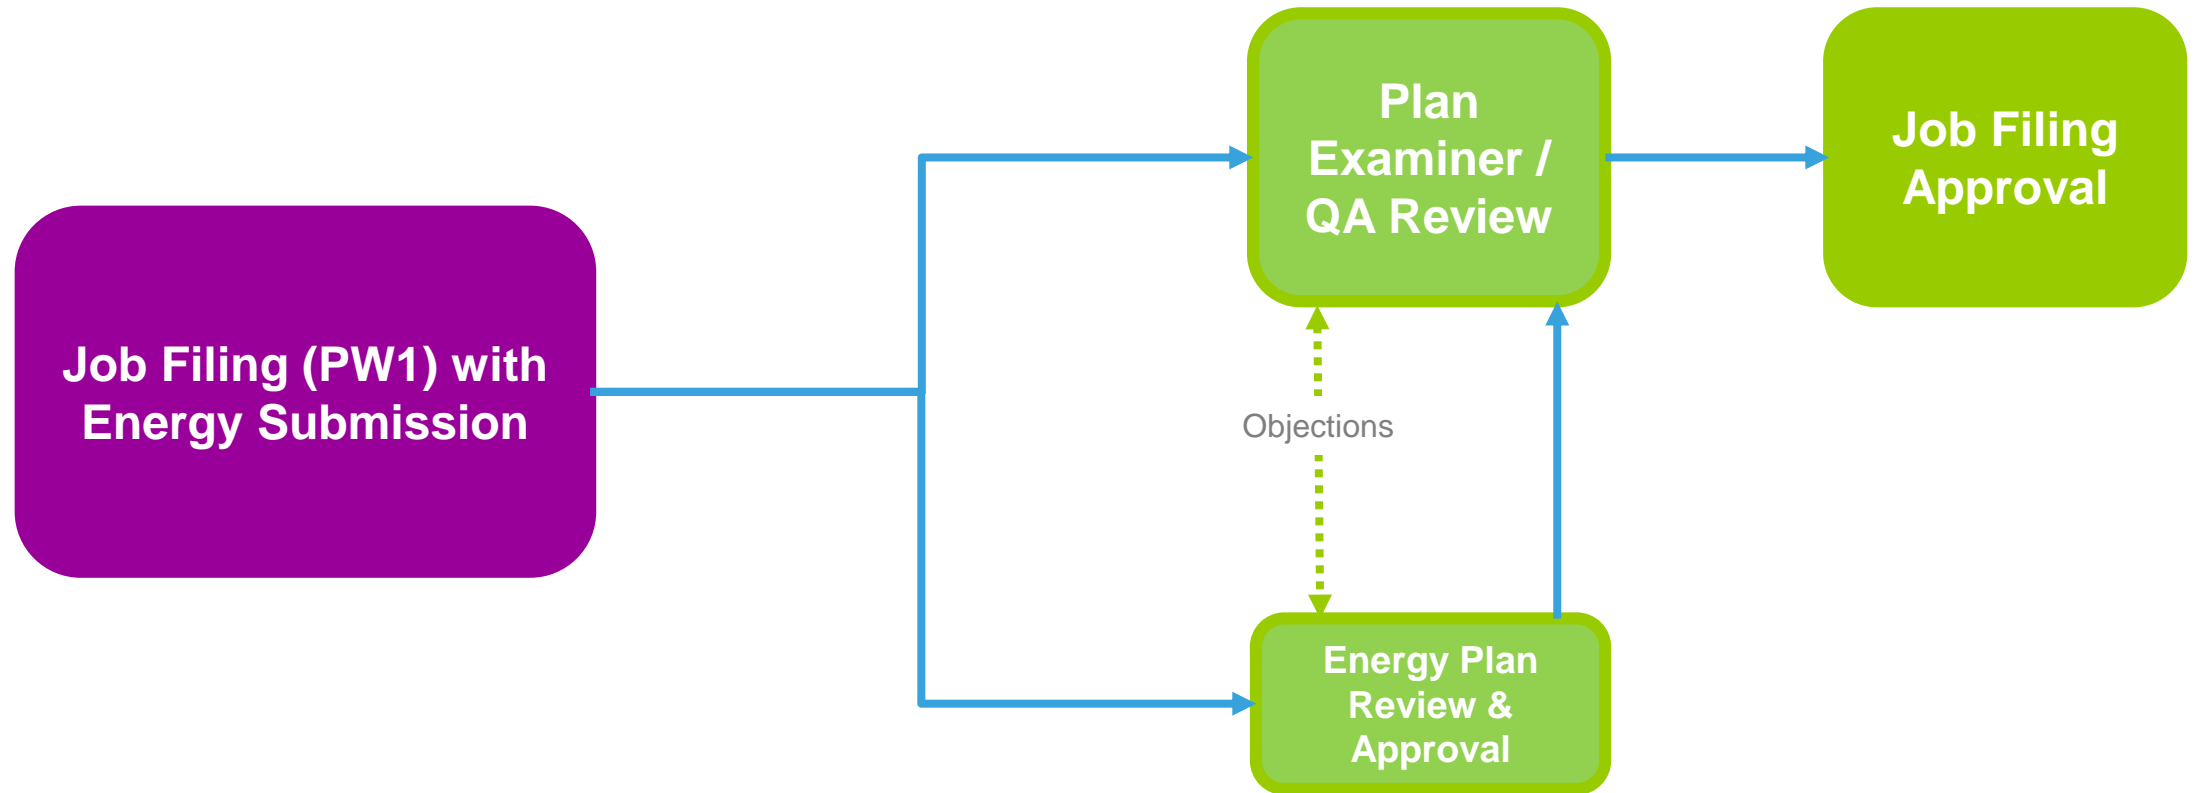 Job Filing (PW1) with
Energy Submission
Plan
Examiner /
QA Review
Job Filing
Approval
Objections
Energy Plan
Review &
Approval